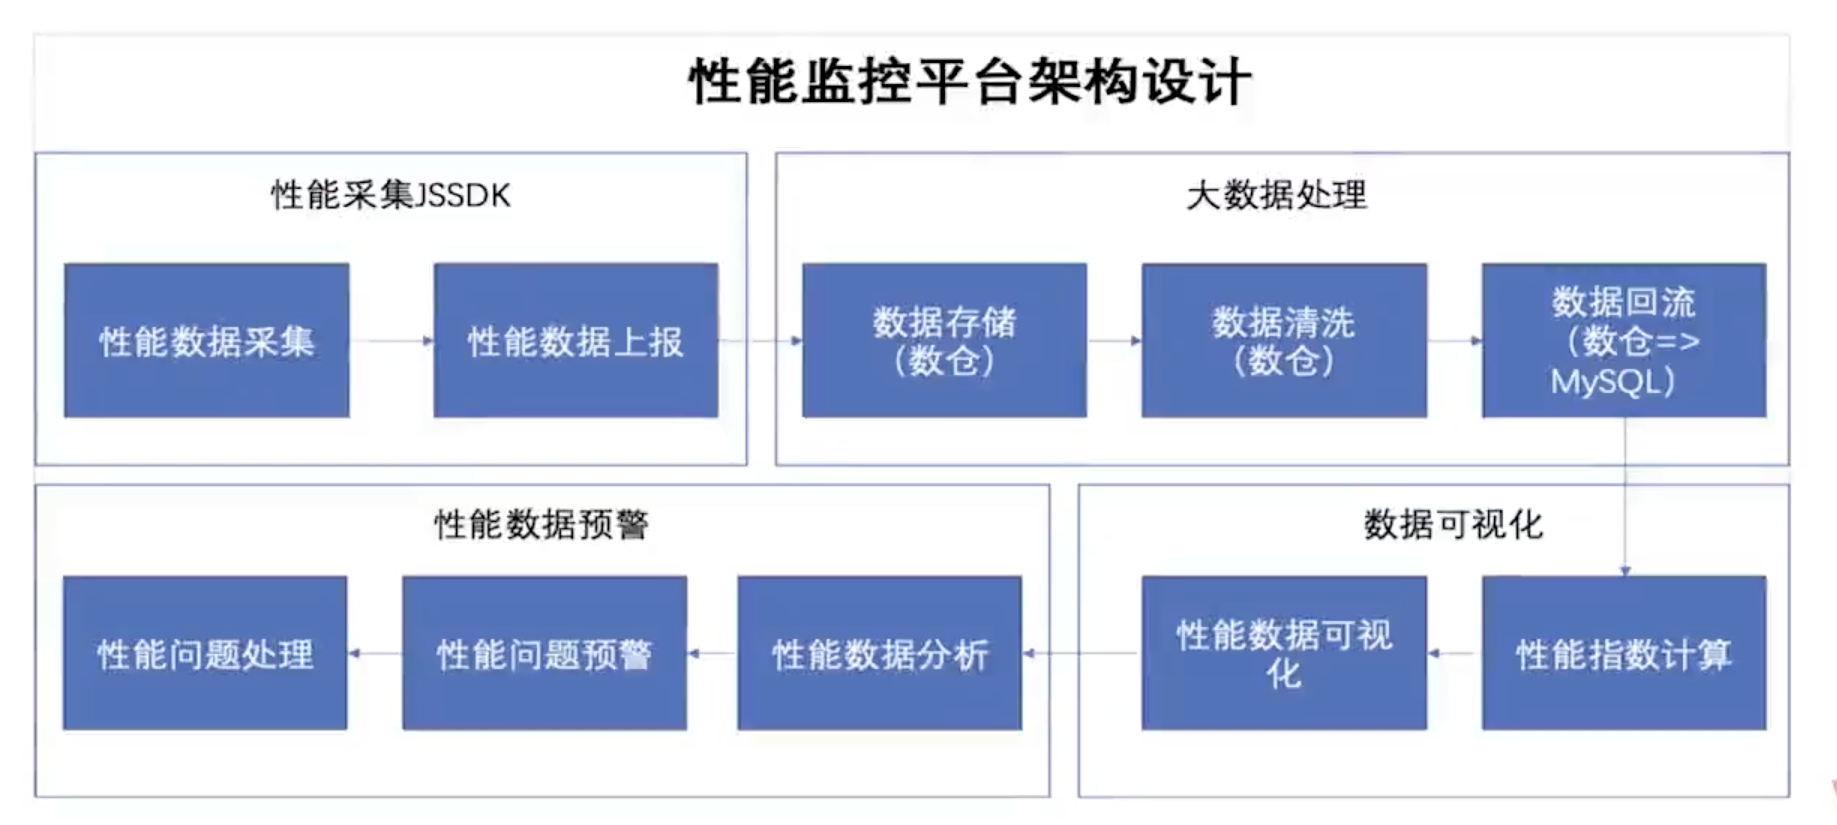 性能监控平台架构设计
性能采集JSSDK
性能数据采集
性能数据上报
大数据处理
数据存储
（数仓）
数据清洗
（数仓）
数据回流
（数仓=>
MySQL）
性能数据预警
性能问题处理
性能问题预警
性能数据分析
数据可视化
性能数据可视
化
性能指数计算